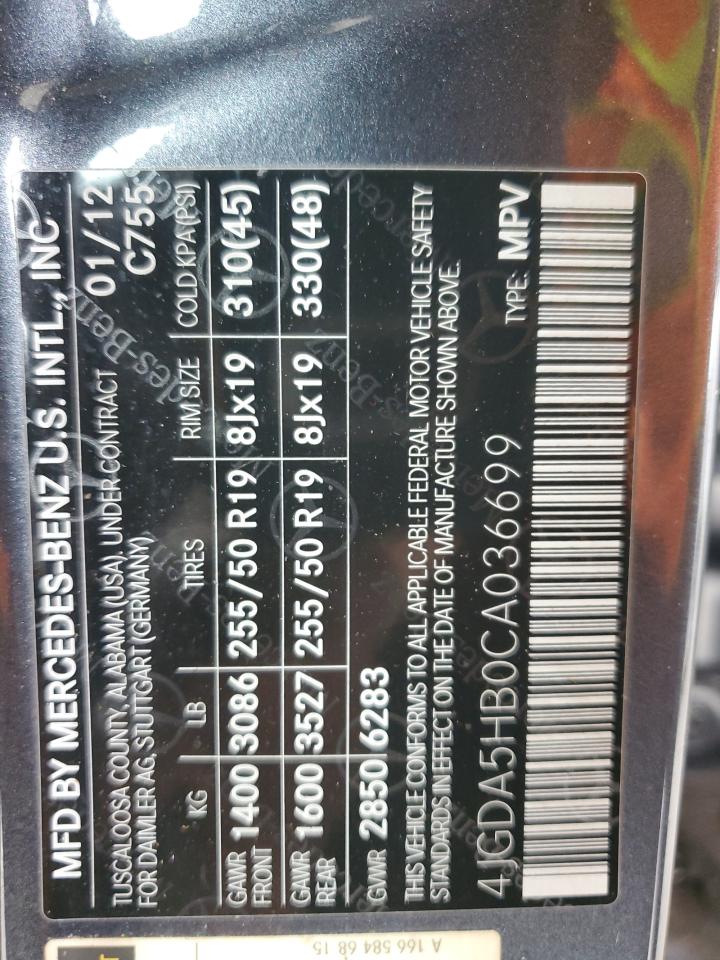 MFD BY MERCEDES-BENZ U.S. INTL., INC
TUSCALOOSA COUNTY, ALABAMA (USA), UNDER CONTRACT 01/12
FOR DAIMLER AG, STUTTGART (GERMANY) C755
KG LB TIRES RIM SIZE COLD KPA(PSI)
GAWR FRONT 1400 3086 255/50 R19 8Jx19 310(45)
GAWR REAR 1600 3527 255/50 R19 8Jx19 330(48)
GVWR 2850 6283
THIS VEHICLE CONFORMS TO ALL APPLICABLE FEDERAL MOTOR VEHICLE SAFETY
STANDARDS IN EFFECT ON THE DATE OF MANUFACTURE SHOWN ABOVE.
4JGDA5HB0CA036699 TYPE: MPV
A 166 584 68 15